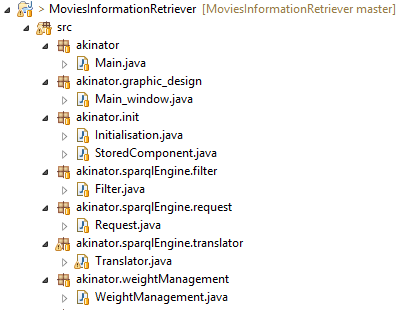 > MoviesInformationRetriever [MoviesInformationRetriever master]
src
akinator
Main.java
akinator.graphic_design
Main_window.java
akinator.init
Initialisation.java
StoredComponent.java
akinator.sparqlEngine.filter
Filter.java
akinator.sparqlEngine.request
Request.java
akinator.sparqlEngine.translator
Translator.java
akinator.weightManagement
WeightManagement.java